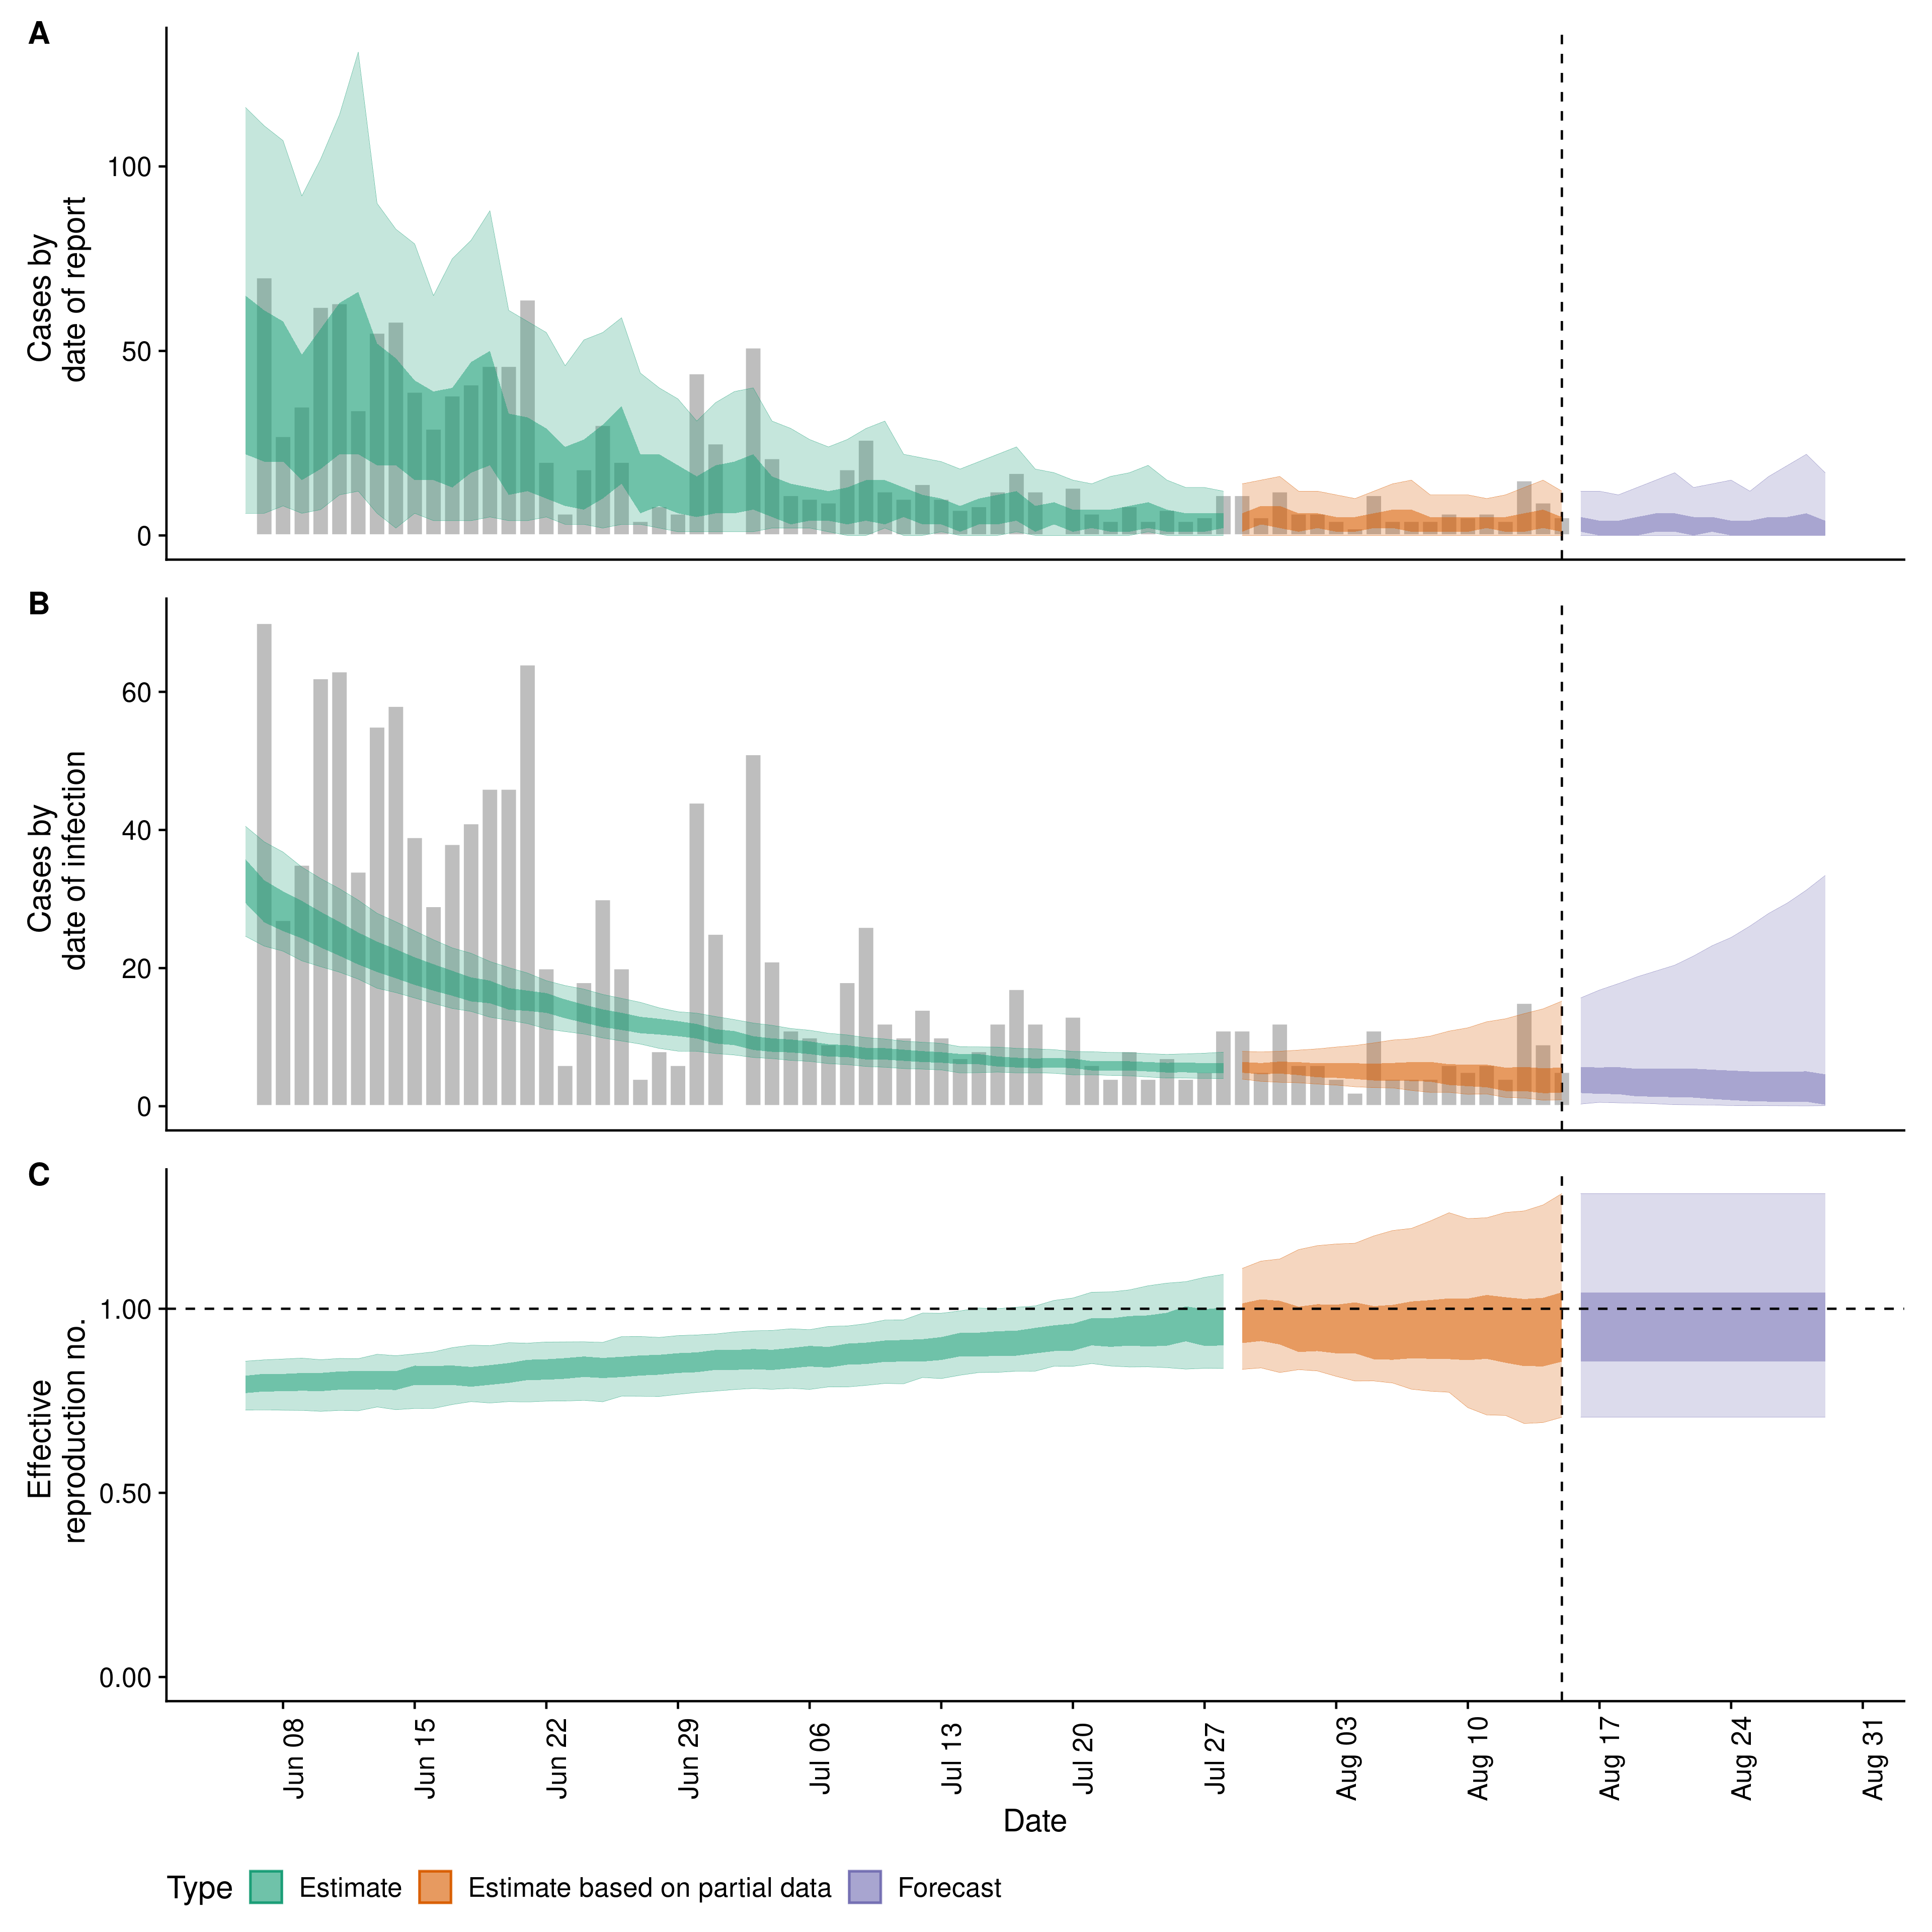 A
Cases by
date of report
100
50
0
B
Cases by
date of infection
60
40
20
0
C
Effective
reproduction no.
1.00
0.50
0.00
Jun 08
Jun 15
Jun 22
Jun 29
Jul 06
Jul 13
Jul 20
Jul 27
Aug 03
Aug 10
Aug 17
Aug 24
Aug 31
Date
Type Estimate Estimate based on partial data Forecast